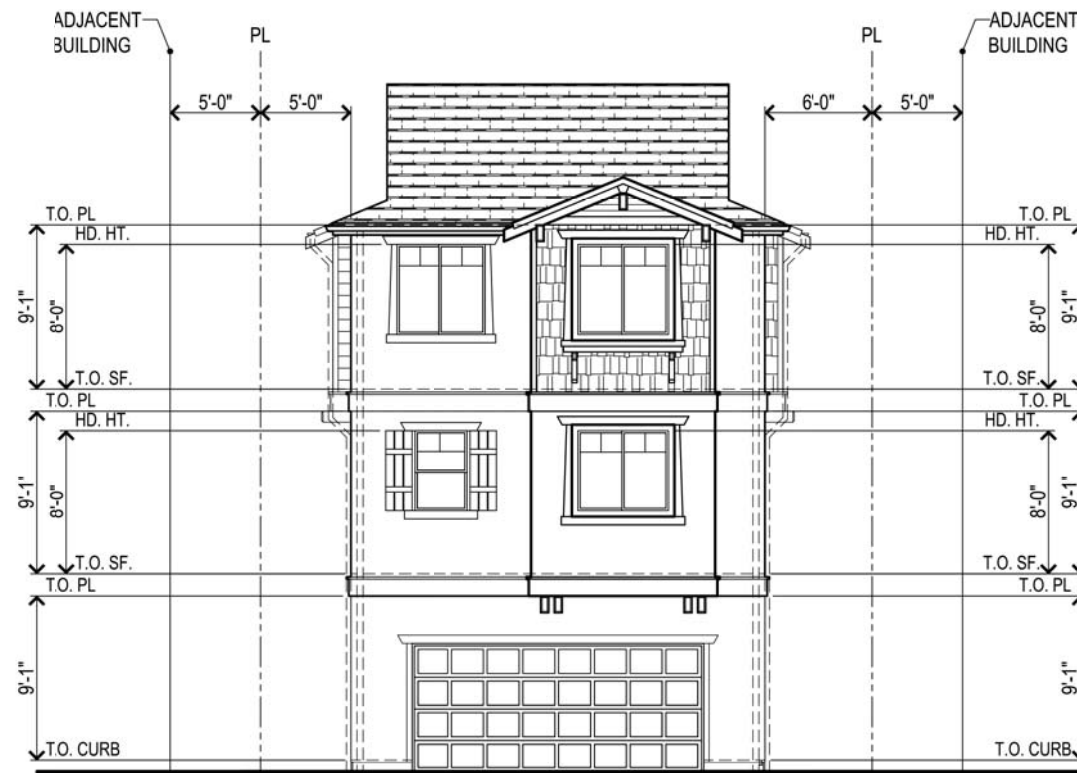 ADJACENT
BUILDING
PL
PL
ADJACENT
BUILDING
5'-0"
5'-0"
6'-0"
5'-0"
T.O. PL
T.O. PL
HD. HT.
HD. HT.
9'-1"
8'-0"
8'-0"
9'-1"
T.O. SF.
T.O. SF.
T.O. PL
T.O. PL
HD. HT.
HD. HT.
9'-1"
8'-0"
8'-0"
9'-1"
T.O. SF.
T.O. SF.
T.O. PL
T.O. PL
9'-1"
9'-1"
T.O. CURB
T.O. CURB